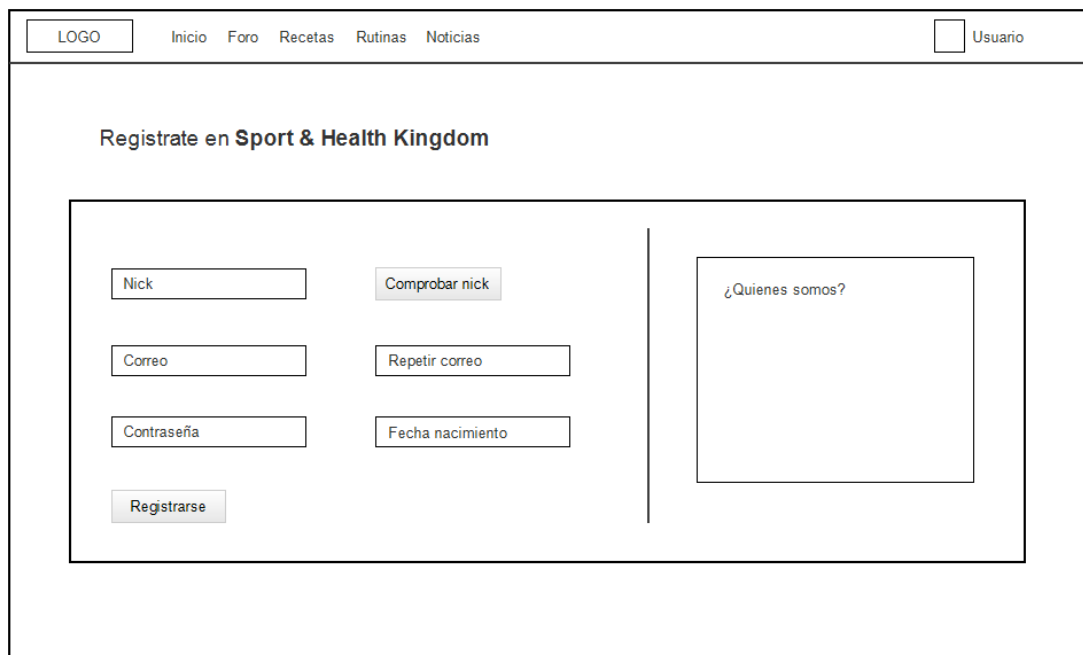 LOGO Inicio Foro Recetas Rutinas Noticias Usuario
Registrate en Sport & Health Kingdom
Nick Comprobar nick
Correo Repetir correo
Contraseña Fecha nacimiento
Registrarse
¿Quienes somos?